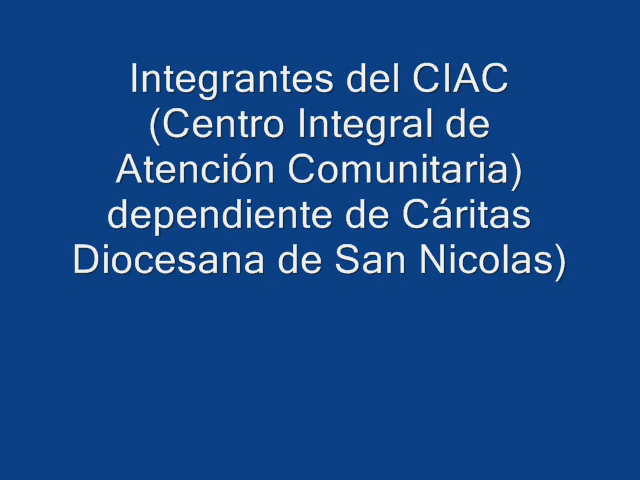 Integrantes del CIAC
(Centro Integral de
Atención Comunitaria)
dependiente de Cáritas
Diocesana de San Nicolas)